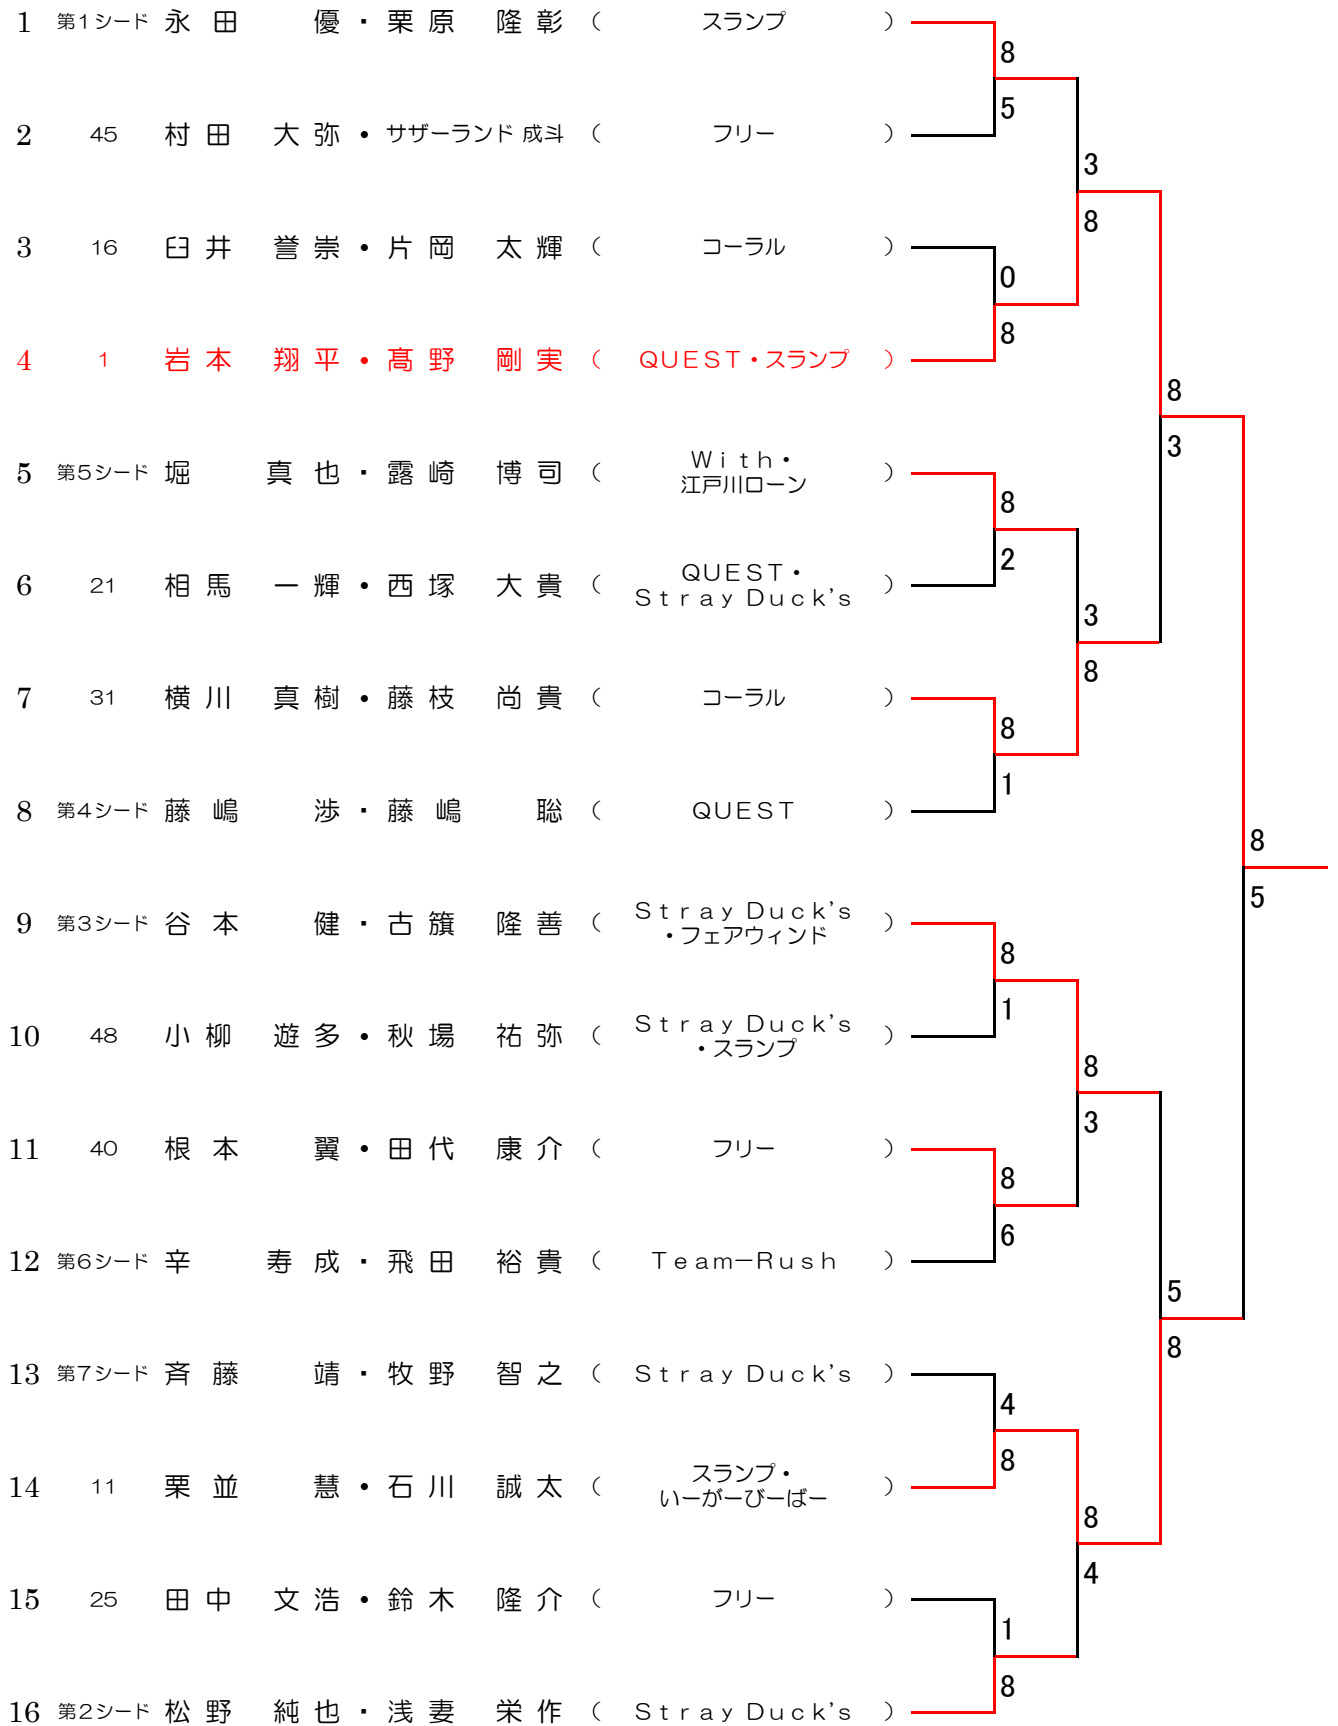 1 第1シード 永田 優・栗原 隆彰 （ スランプ ）
8
5
2 45 村田 大弥・サザーランド 成斗 （ フリー ）
3
8
3 16 臼井 誉崇・片岡 太輝 （ コーラル ）
0
8
4 1 岩本 翔平・髙野 剛実 （ QUEST・スランプ ）
8
3
5 第5シード 堀 真也・露崎 博司 （ With・
江戸川ローン ）
8
2
6 21 相馬 一輝・西塚 大貴 （ QUEST・
Stray Duck's ）
3
8
7 31 横川 真樹・藤枝 尚貴 （ コーラル ）
8
1
8 第4シード 藤嶋 渉・藤嶋 聡 （ QUEST ）
8
5
9 第3シード 谷本 健・古籏 隆善 （ Stray Duck's
・フェアウィンド ）
8
1
10 48 小柳 遊多・秋場 祐弥 （ Stray Duck's
・スランプ ）
8
3
11 40 根本 翼・田代 康介 （ フリー ）
8
6
12 第6シード 辛 寿成・飛田 裕貴 （ Team－Rush ）
5
8
13 第7シード 斉藤 靖・牧野 智之 （ Stray Duck's ）
4
8
14 11 栗並 慧・石川 誠太 （ スランプ・
いーがーびーばー ）
8
4
15 25 田中 文浩・鈴木 隆介 （ フリー ）
1
8
16 第2シード 松野 純也・浅妻 栄作 （ Stray Duck's ）